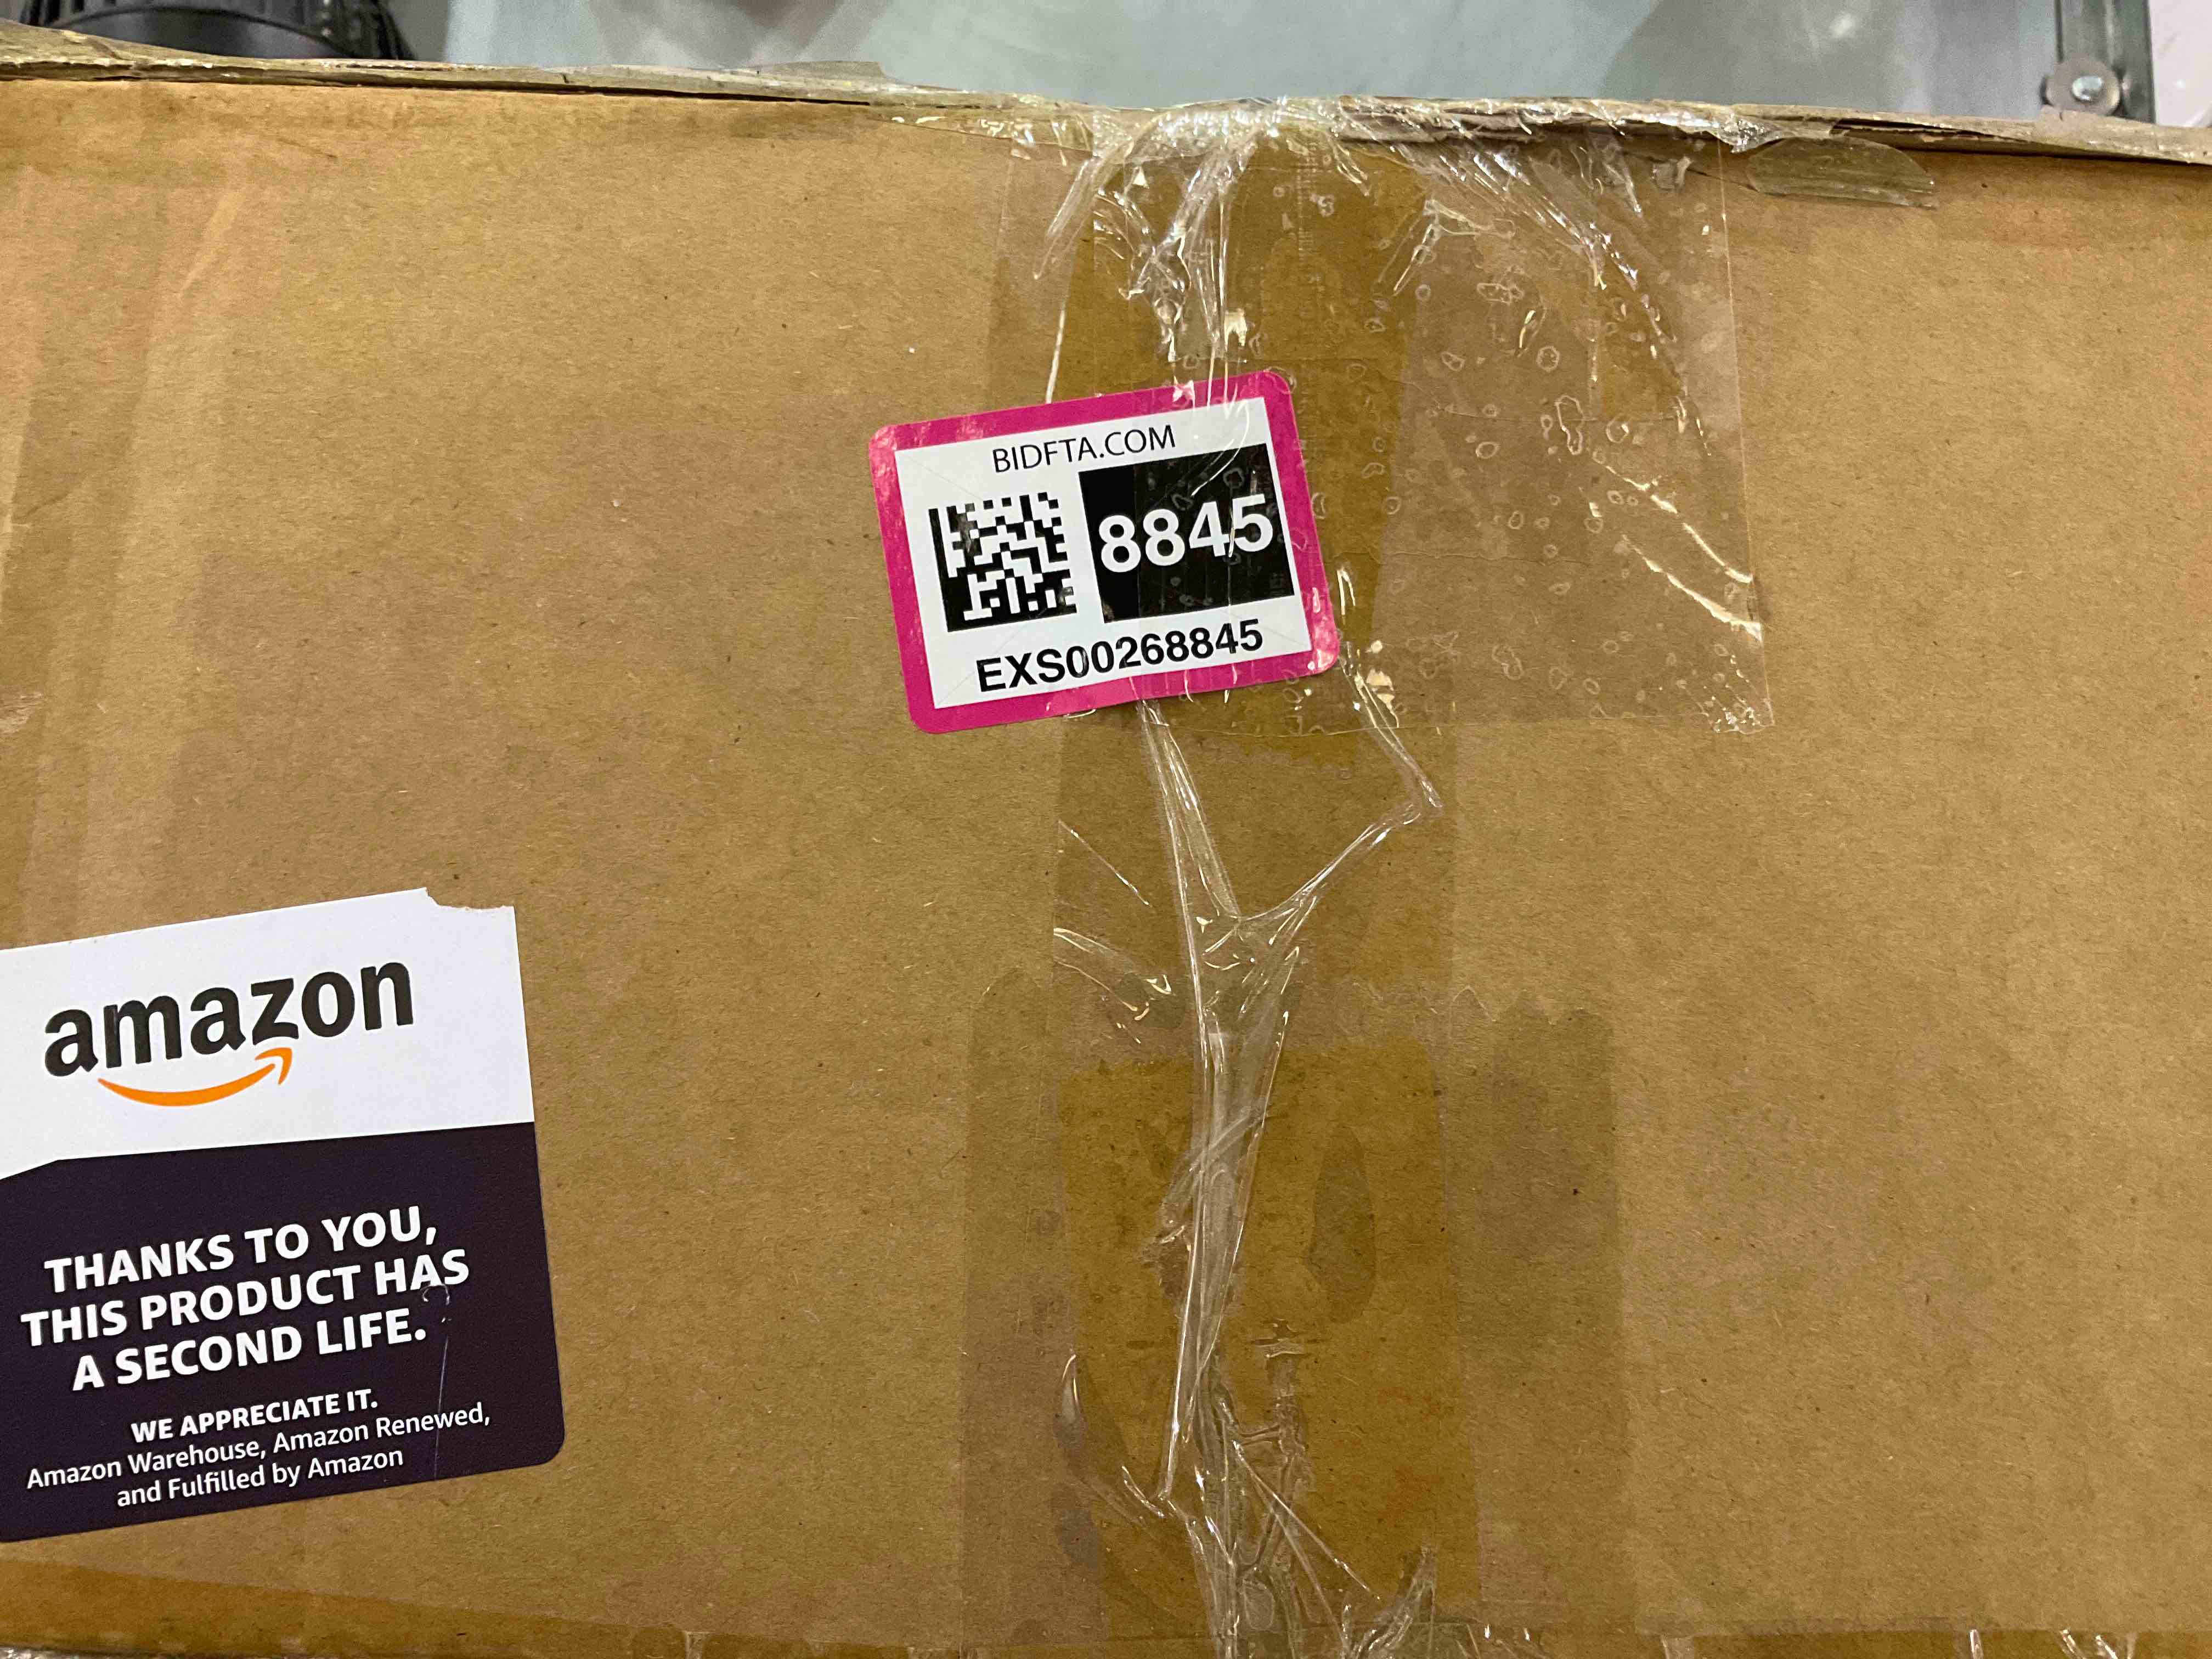 BIDFTA.COM
8845
EXS00268845
amazon
THANKS TO YOU,
THIS PRODUCT HAS
A SECOND LIFE.
WE APPRECIATE IT.
Amazon Warehouse, Amazon Renewed,
and Fulfilled by Amazon